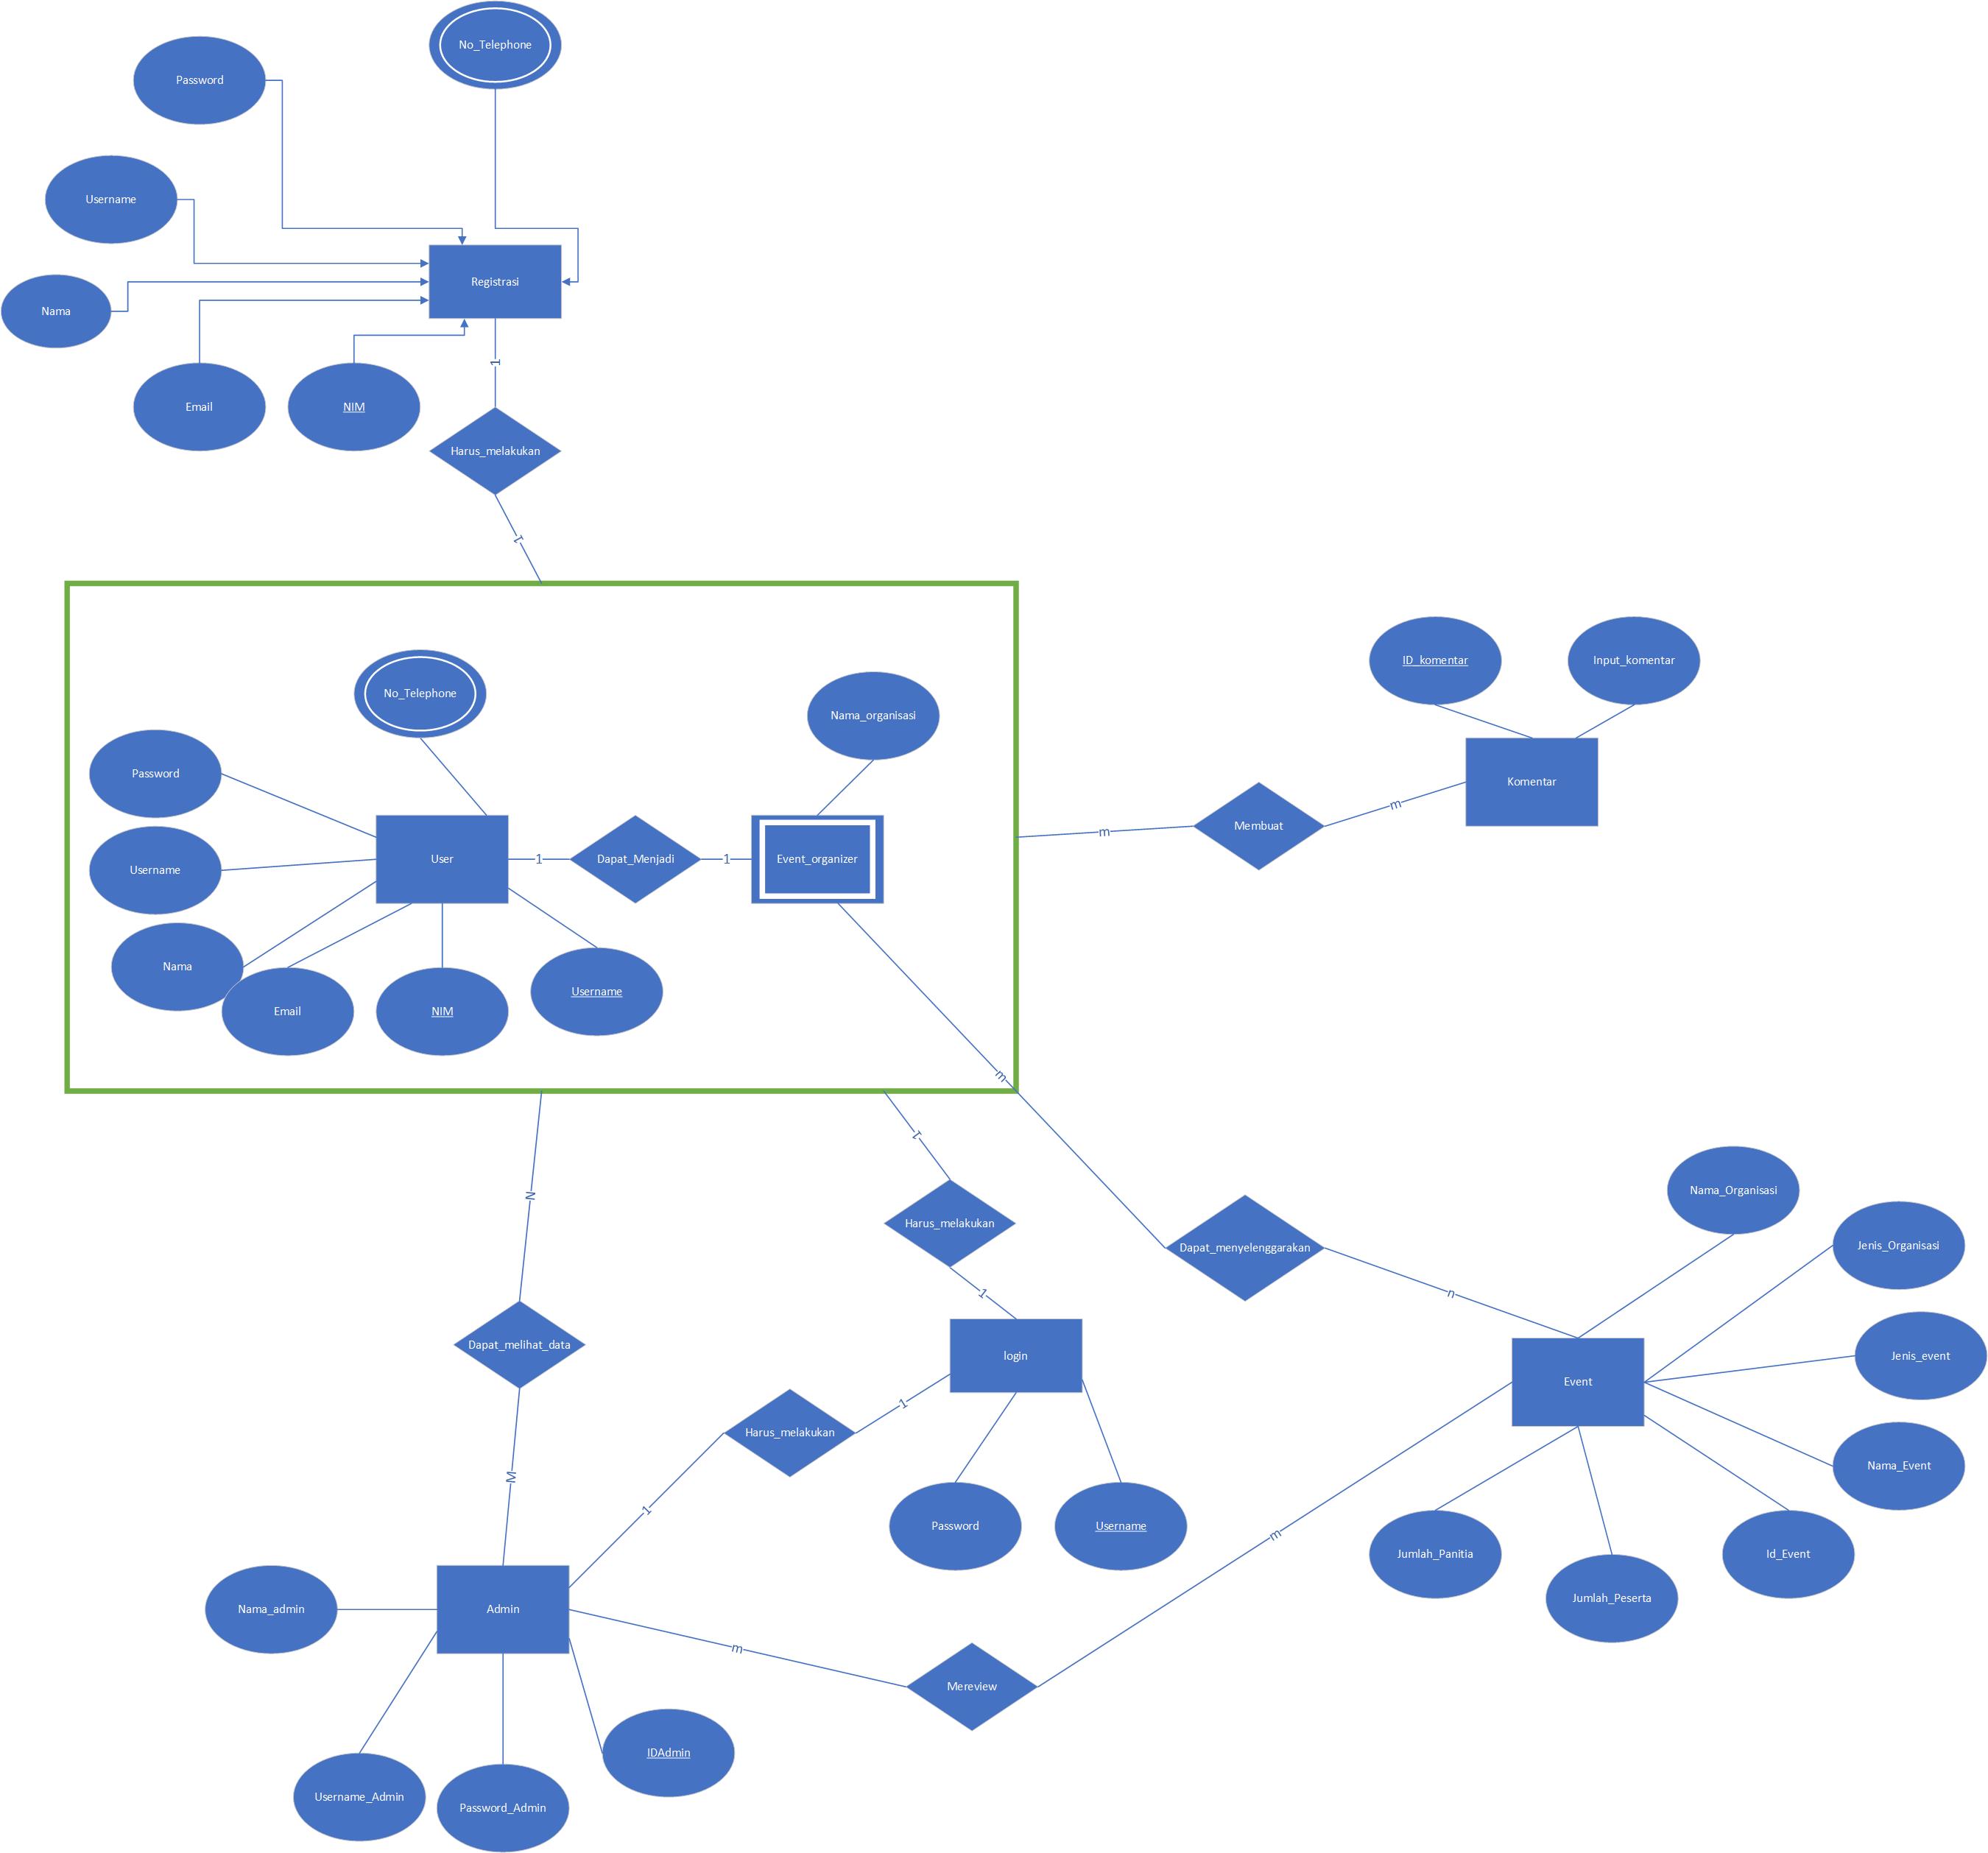 No_Telephone
Password
Username
Registrasi
Nama
1
Email
NIM
Harus_melakukan
1
No_Telephone
Nama_organisasi
ID_komentar
Input_komentar
Password
Komentar
m
Membuat
m
Username
User
1
Dapat_Menjadi
1
Event_organizer
Nama
Email
NIM
Username
m
1
N
Harus_melakukan
Dapat_menyelenggarakan
Nama_Organisasi
Jenis_Organisasi
1
n
Dapat_melihat_data
login
Event
Jenis_event
1
Harus_melakukan
M
Nama_Event
1
Password
Username
m
Jumlah_Panitia
Id_Event
Jumlah_Peserta
Nama_admin
Admin
m
Mereview
IDAdmin
Username_Admin
Password_Admin